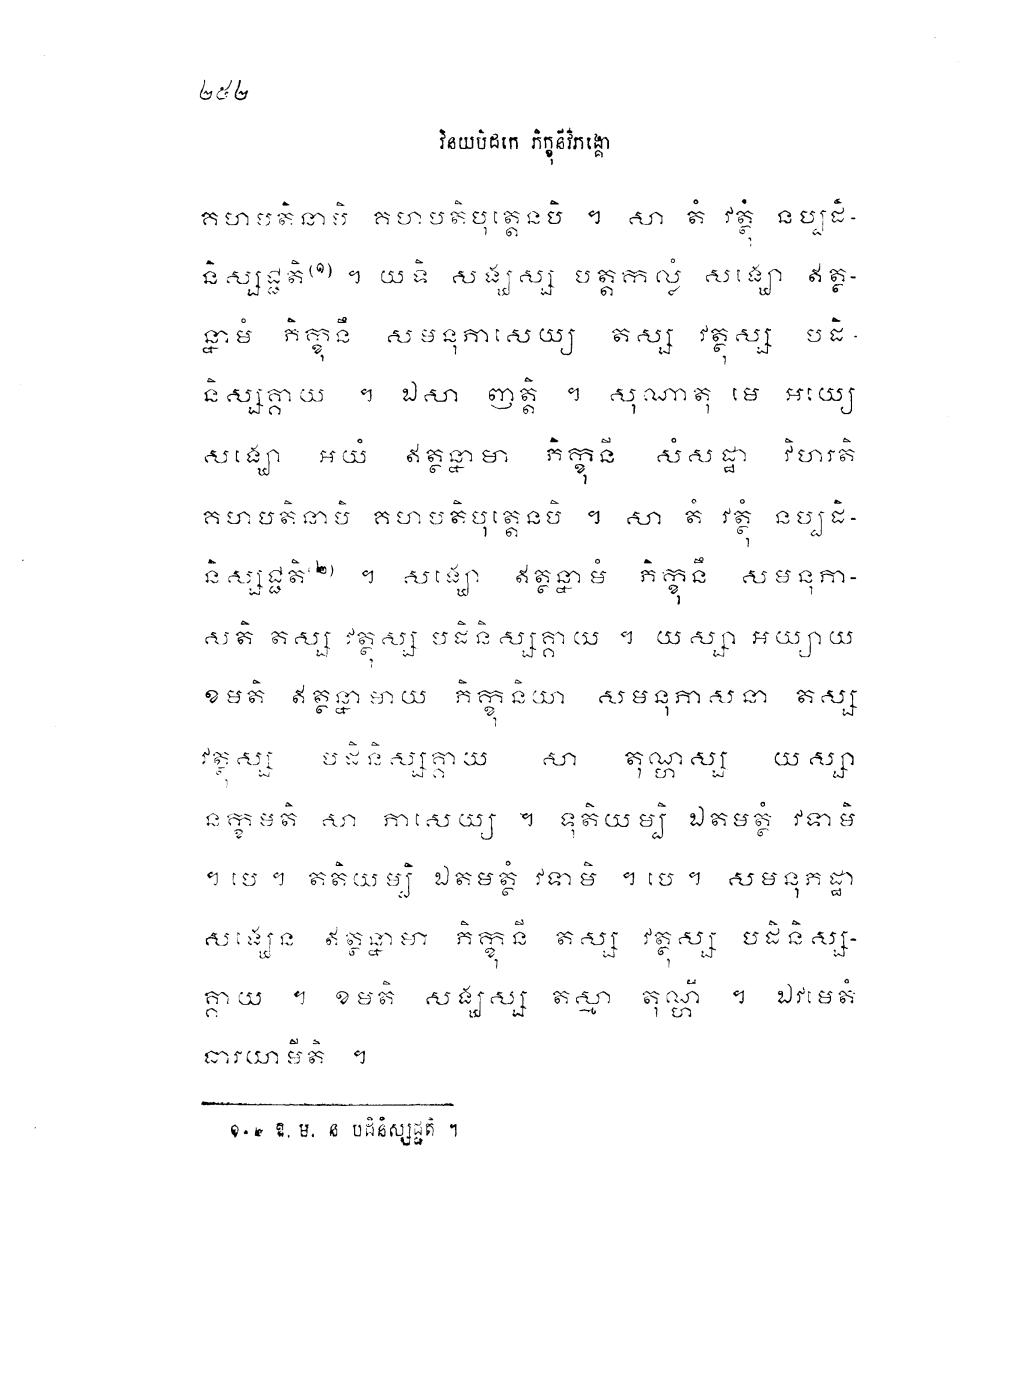 ២៥២
វិនយបិដកេ ភិក្ខុនីវិភង្គោ
គហបតិនាបិ គហបតិបុត្តេនបិ ។ សា តំ វត្ថុំ នប្បដិ-
និស្សជ្ជតិ(១) ។ យទិ សង្ឃស្ស បត្តកល្លំ សង្ឃោ ឥត្ថ-
ន្នាមំ ភិក្ខុនឹ សមនុភាសេយ្យ តស្ស វត្ថុស្ស បដិ-
និស្សគ្គាយ ។ ឯសា ញត្តិ ។ សុណាតុ មេ អយ្យេ
សង្ឃោ អយំ ឥត្ថន្នាមា ភិក្ខុនី សំសដ្ឋា វិហរតិ
គហបតិនាបិ គហបតិបុត្តេនបិ ។ សា តំ វត្ថុំ នប្បដិ-
និស្សជ្ជតិ(២) ។ សង្ឃោ ឥត្ថន្នាមំ ភិក្ខុនឹ សមនុភា-
សតិ តស្ស វត្ថុស្ស បដិនិស្សគ្គាយ ។ យស្សា អយ្យាយ
ខមតិ ឥត្ថន្នាមាយ ភិក្ខុនិយា សមនុភាសនា តស្ស
វត្ថុស្ស បដិនិស្សគ្គាយ សា តុណ្ហស្ស យស្សា
នក្ខមតិ សា ភាសេយ្យ ។ ទុតិយម្បិ ឯតមត្ថំ វទាមិ
។ បេ ។ តតិយម្បិ ឯតមត្ថំ វទាមិ ។ បេ ។ សមនុភដ្ឋា
សង្ឃេន ឥត្ថន្នាមា ភិក្ខុនី តស្ស វត្ថុស្ស បដិនិស្ស-
គ្គាយ ។ ខមតិ សង្ឃស្ស តស្មា តុណ្ហី ។ ឯវមេតំ
ធារយាមីតិ ។
១-២ ឱ. ម. ន បដិនិស្សជ្ជតិ ។